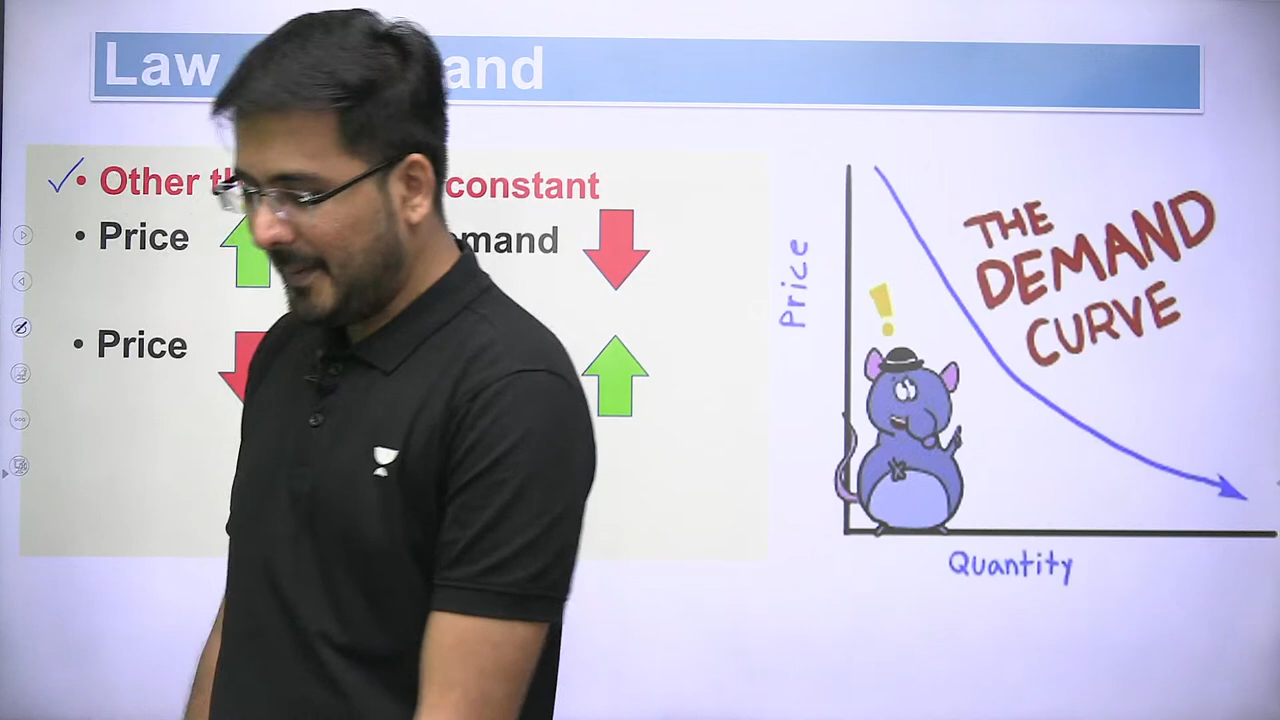 Law and
• Other constant
• Price mand
• Price
Price
!
THE
DEMAND
CURVE
Quantity